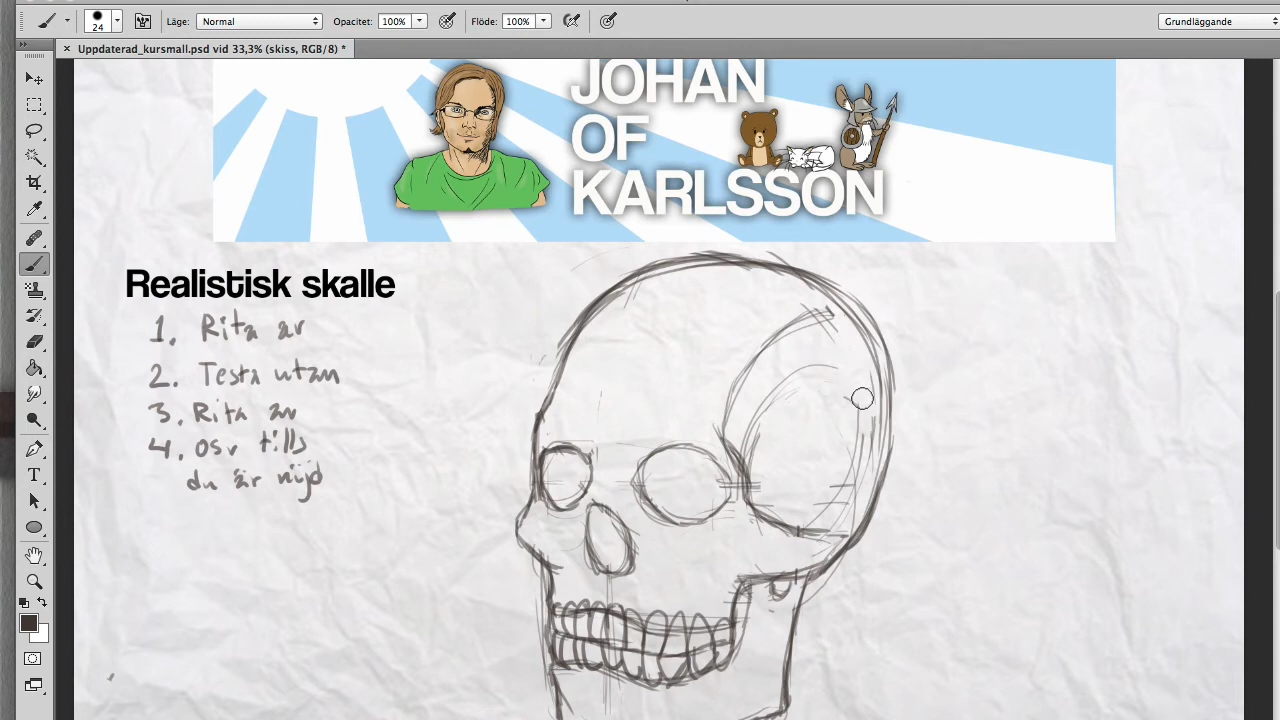 24
Läge: Normal
Opacitet: 100%
Flöde: 100%
Grundläggande
× Uppdaterad_kursmall.psd vid 33,3% (skiss, RGB/8) *
JOHAN
OF
KARLSSON
Realistisk skalle
1. Rita av
2. Testa utan
3. Rita av
4. osv tills
du är nöjd